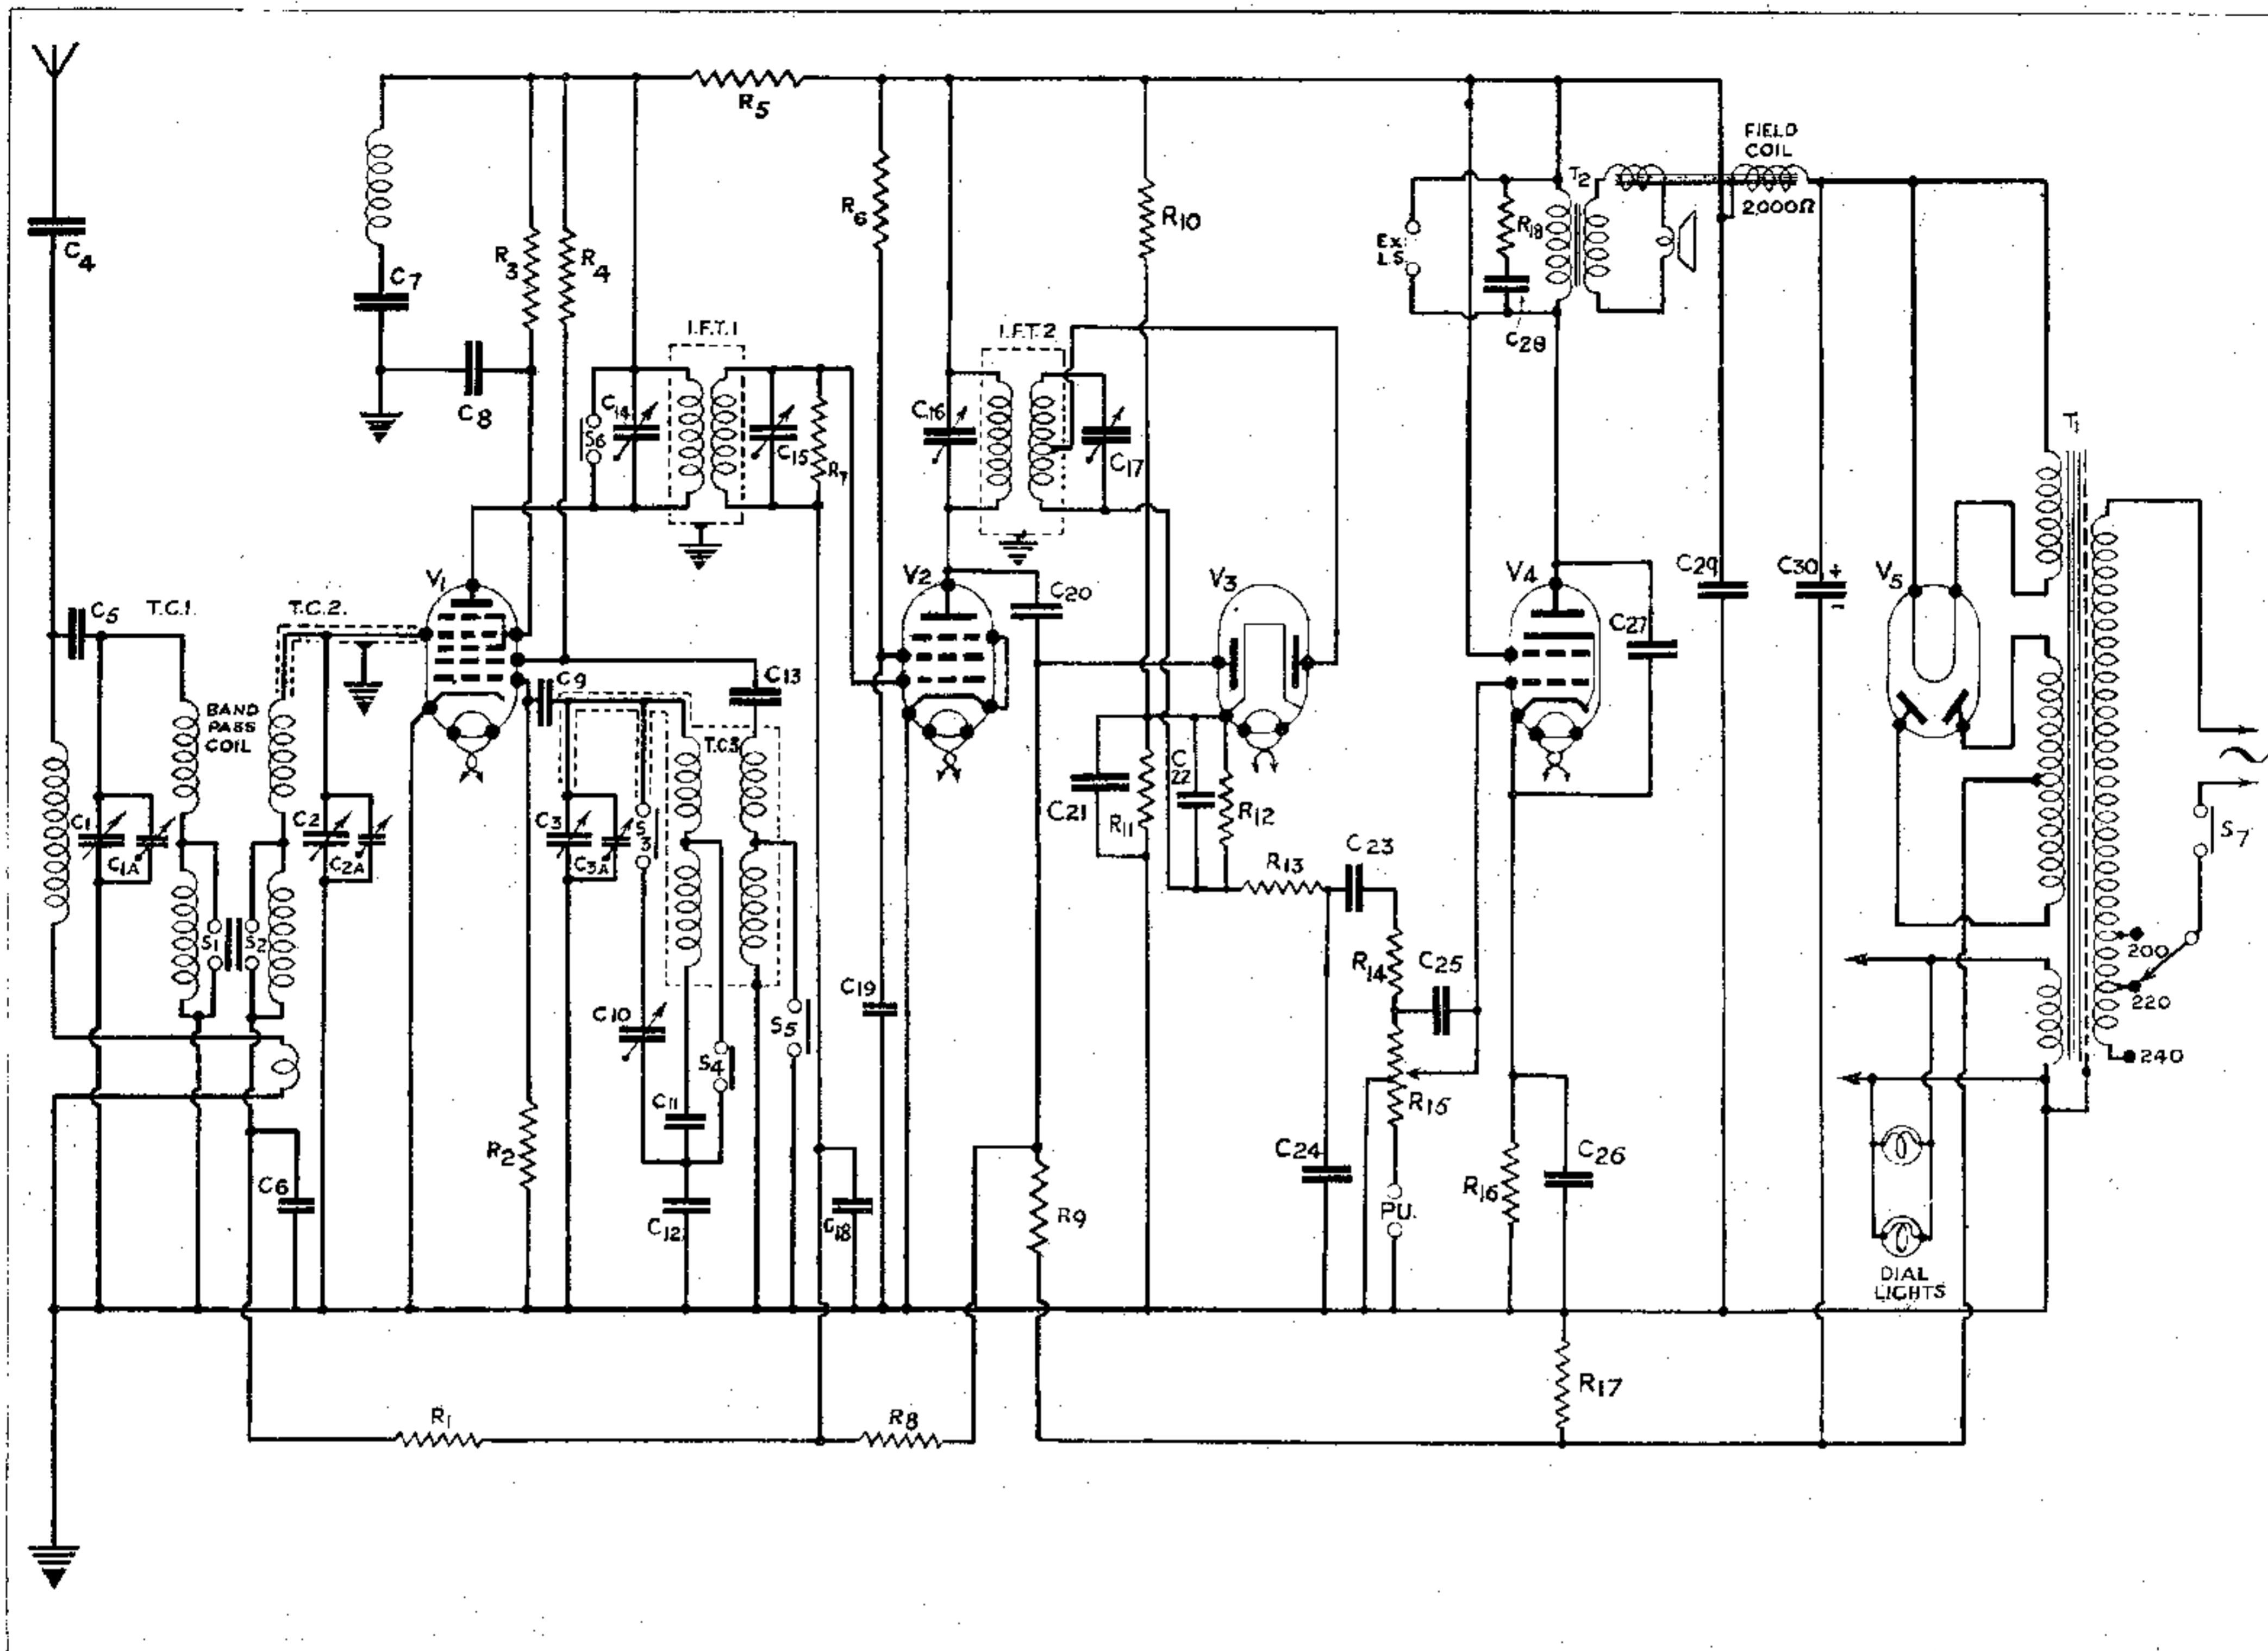 R5
FIELD
COIL
T2
R6
R10
2,000Ω
R18
Ex.
L.S.
C4
R3
R4
C7
I.F.T.1
I.F.T.2
C28
C8
C14
S6
C15
R7
C16
C17
T1
V1
V2
C20
V3
V4
C27
C29
C30 +
-
V5
C5
T.C.1.
T.C.2.
C9
C13
BAND
PASS
COIL
T.C.3.
C22
C21
R11
R12
C1
C1A
C2
C2A
C3
C3A
S3
S7
R13
C23
S1
S2
R14
C25
200
220
240
C10
S4
S5
C19
C11
R15
R2
C24
C6
C12
C18
R9
P.U.
R16
C26
DIAL
LIGHTS
R17
R1
R8